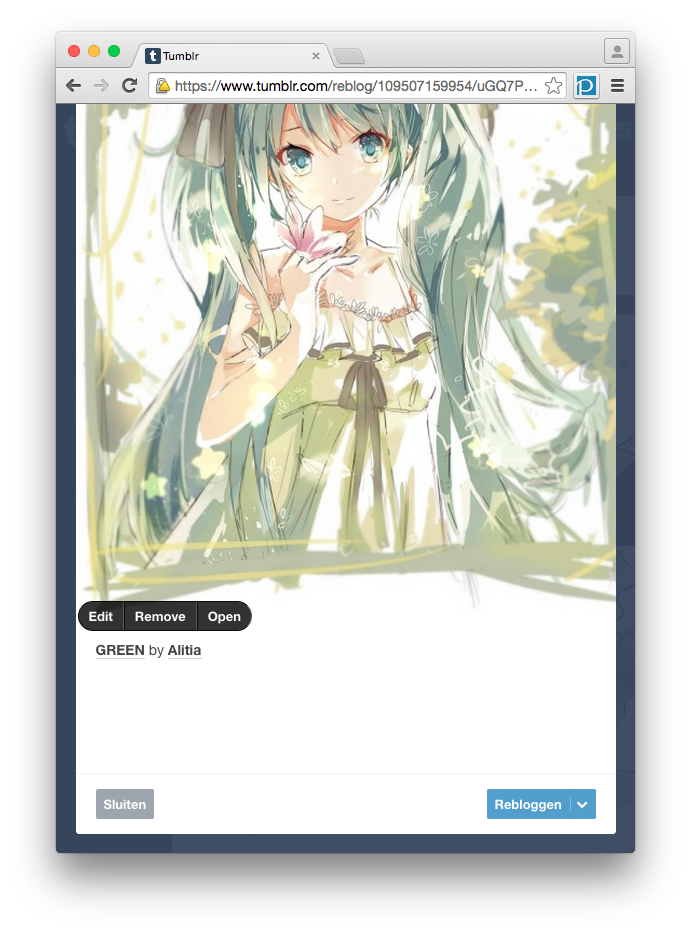 Tumblr
https://www.tumblr.com/reblog/109507159954/uGQ7P...
Edit Remove Open
GREEN by Alitia
Sluiten Rebloggen